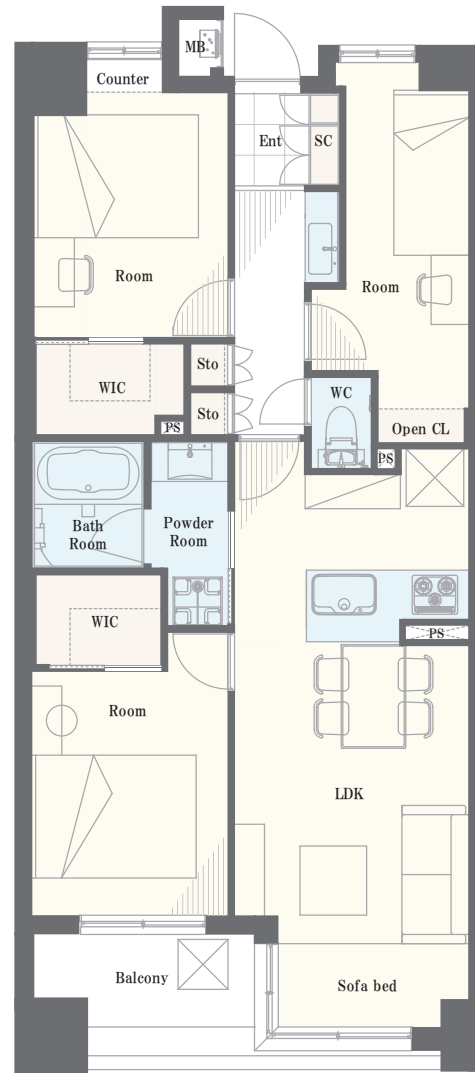 MB
Counter
Ent
SC
Room
Room
Sto
WIC
WC
Sto
PS
Open CL
PS
Bath
Room
Powder
Room
WIC
PS
Room
LDK
Balcony
Sofa bed